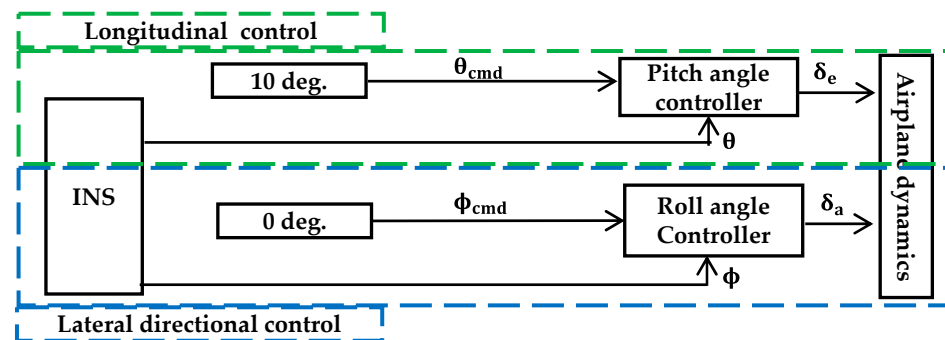 Longitudinal control
10 deg.
θcmd
Pitch angle
controller
δe
θ
INS
0 deg.
ϕcmd
Roll angle
Controller
δa
ϕ
Airplane dynamics
Lateral directional control